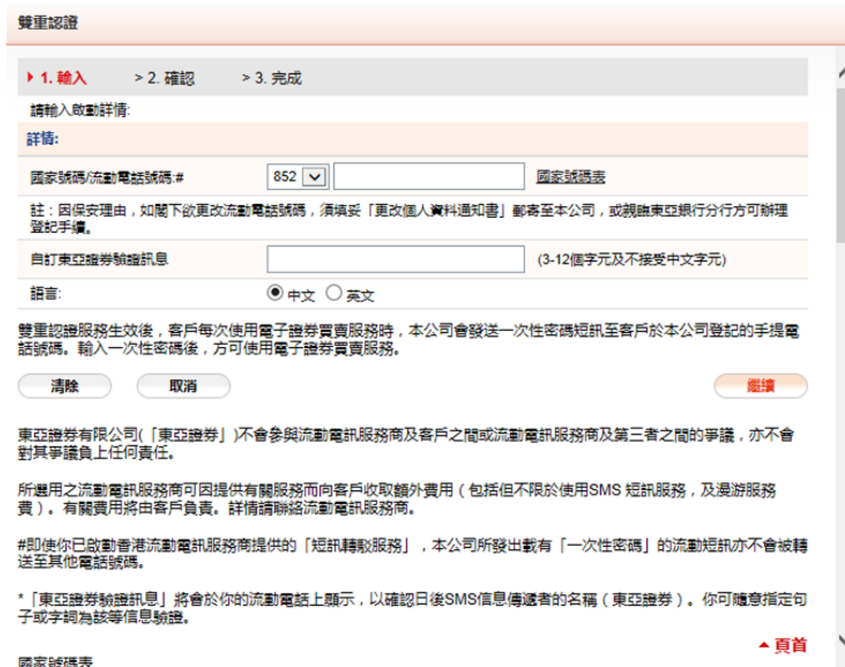 雙重認證
1. 輸入 > 2. 確認 > 3. 完成
請輸入啟動詳情:
詳情:
國家號碼/流動電話號碼:# 852 國家號碼表
註：因保安理由，如閣下欲更改流動電話號碼，須填妥「更改個人資料通知書」郵寄至本公司，或親臨東亞銀行分行方可辦理
登記手續。
自訂東亞證券驗證訊息 (3-12個字元及不接受中文字元)
語言: 中文 英文
雙重認證服務生效後，客戶每次使用電子證券買賣服務時，本公司會發送一次性密碼短訊至客戶於本公司登記的手提電
話號碼。輸入一次性密碼後，方可使用電子證券買賣服務。
清除 取消 繼續
東亞證券有限公司(「東亞證券」)不會參與流動電訊服務商及客戶之間或流動電訊服務商及第三者之間的爭議，亦不會
對其爭議負上任何責任。
所選用之流動電訊服務商可因提供有關服務而向客戶收取額外費用（包括但不限於使用SMS 短訊服務，及漫游服務
費）。有關費用將由客戶負責。詳情請聯絡流動電訊服務商。
#即使你已啟動香港流動電訊服務商提供的「短訊轉駁服務」，本公司所發出載有「一次性密碼」的流動短訊亦不會被轉
送至其他電話號碼。
*「東亞證券驗證訊息」將會於你的流動電話上顯示，以確認日後SMS信息傳遞者的名稱（東亞證券）。你可隨意指定句
子或字詞為該等信息驗證。
頁首
國家號碼表